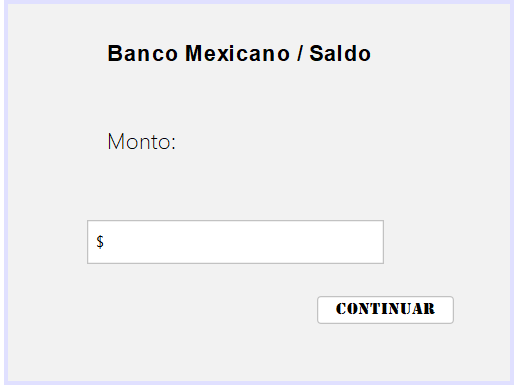 Banco Mexicano / Saldo
Monto:
$
CONTINUAR